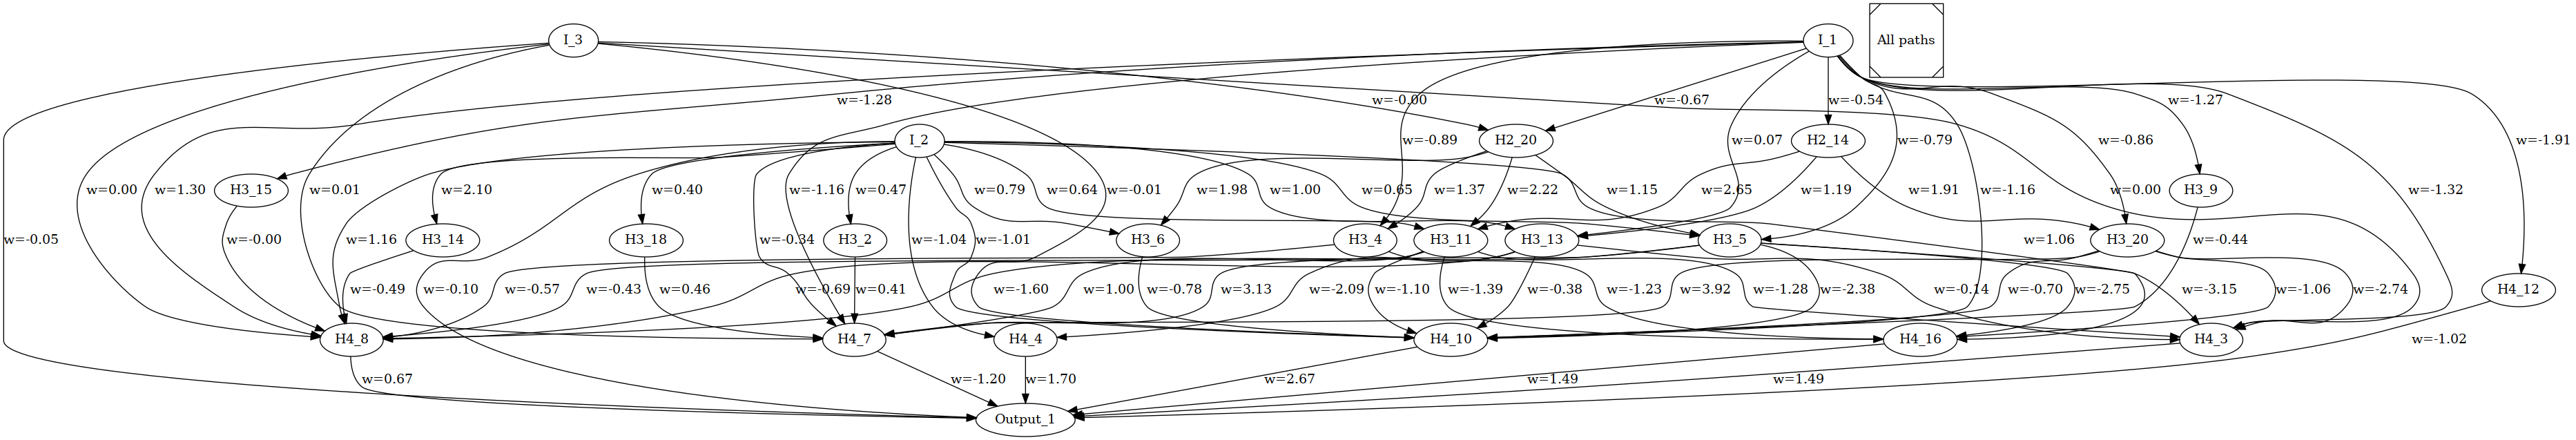 I_3
I_1
All paths
w=-1.28
w=-0.00
w=-0.67
w=-0.54
w=-1.27
I_2
H2_20
H2_14
w=-0.89
w=0.07
w=-0.79
w=-0.86
w=-1.91
w=0.00
w=1.30
H3_15
w=0.01
w=2.10
w=0.40
w=-1.16
w=0.47
w=0.79
w=0.64
w=-0.01
w=1.98
w=1.00
w=0.65
w=1.37
w=2.22
w=1.15
w=2.65
w=1.19
w=1.91
w=-1.16
w=0.00
H3_9
w=-1.32
w=-0.05
w=-0.00
w=1.16
H3_14
H3_18
w=-0.34
H3_2
w=-1.04
w=-1.01
H3_6
H3_4
H3_11
H3_13
H3_5
w=1.06
H3_20
w=-0.44
w=-0.49
w=-0.10
w=-0.57
w=-0.43
w=0.46
w=-0.69
w=0.41
w=-1.60
w=1.00
w=-0.78
w=3.13
w=-2.09
w=-1.10
w=-1.39
w=-0.38
w=-1.23
w=3.92
w=-1.28
w=-2.38
w=-0.14
w=-0.70
w=-2.75
w=-3.15
w=-1.06
w=-2.74
H4_12
H4_8
H4_7
H4_4
H4_10
H4_16
H4_3
w=-1.02
w=0.67
w=-1.20
w=1.70
w=2.67
w=1.49
w=1.49
Output_1